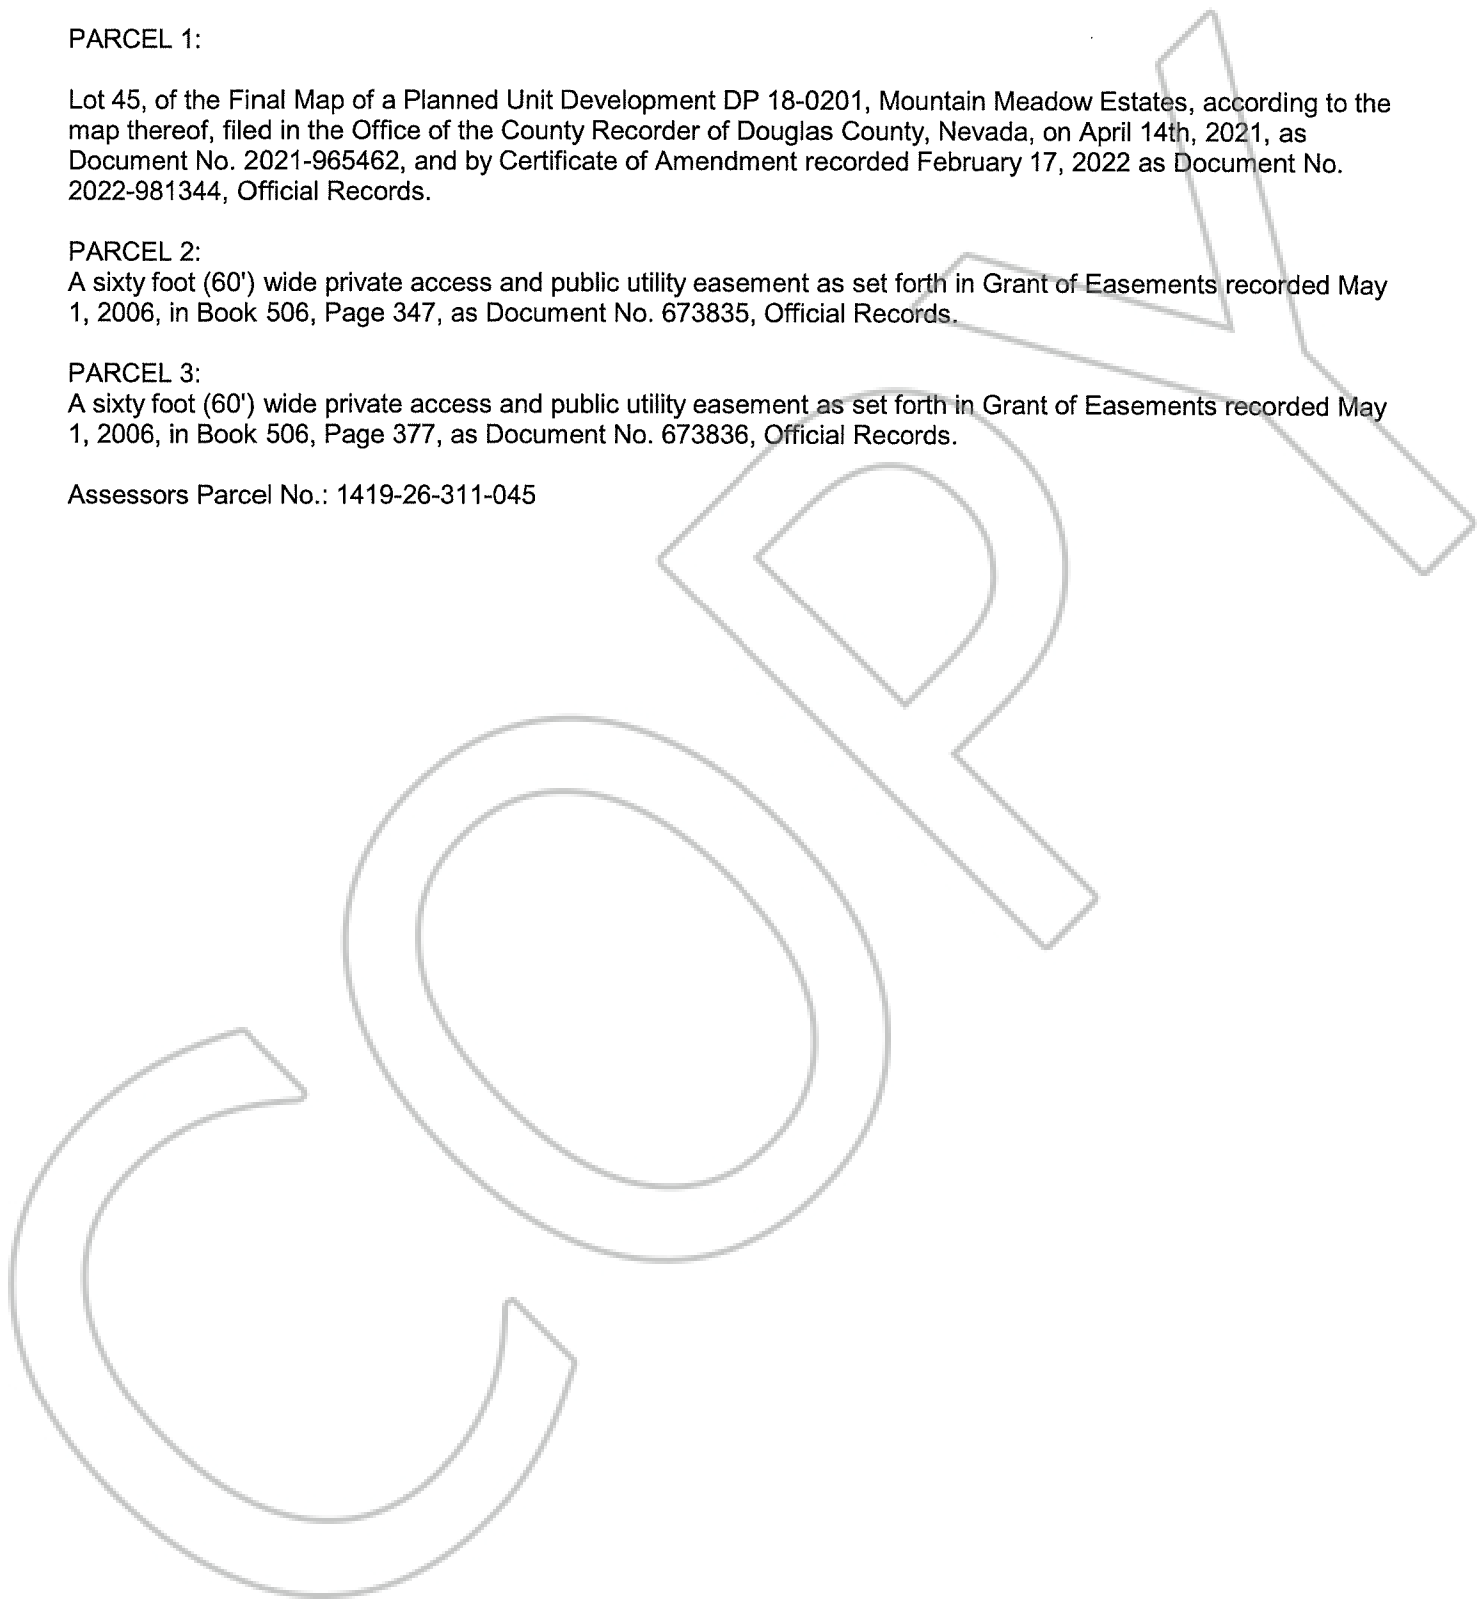 PARCEL 1:
Lot 45, of the Final Map of a Planned Unit Development DP 18-0201, Mountain Meadow Estates, according to the
map thereof, filed in the Office of the County Recorder of Douglas County, Nevada, on April 14th, 2021, as
Document No. 2021-965462, and by Certificate of Amendment recorded February 17, 2022 as Document No.
2022-981344, Official Records.
PARCEL 2:
A sixty foot (60') wide private access and public utility easement as set forth in Grant of Easements recorded May
1, 2006, in Book 506, Page 347, as Document No. 673835, Official Records.
PARCEL 3:
A sixty foot (60') wide private access and public utility easement as set forth in Grant of Easements recorded May
1, 2006, in Book 506, Page 377, as Document No. 673836, Official Records.
Assessors Parcel No.: 1419-26-311-045
COPY